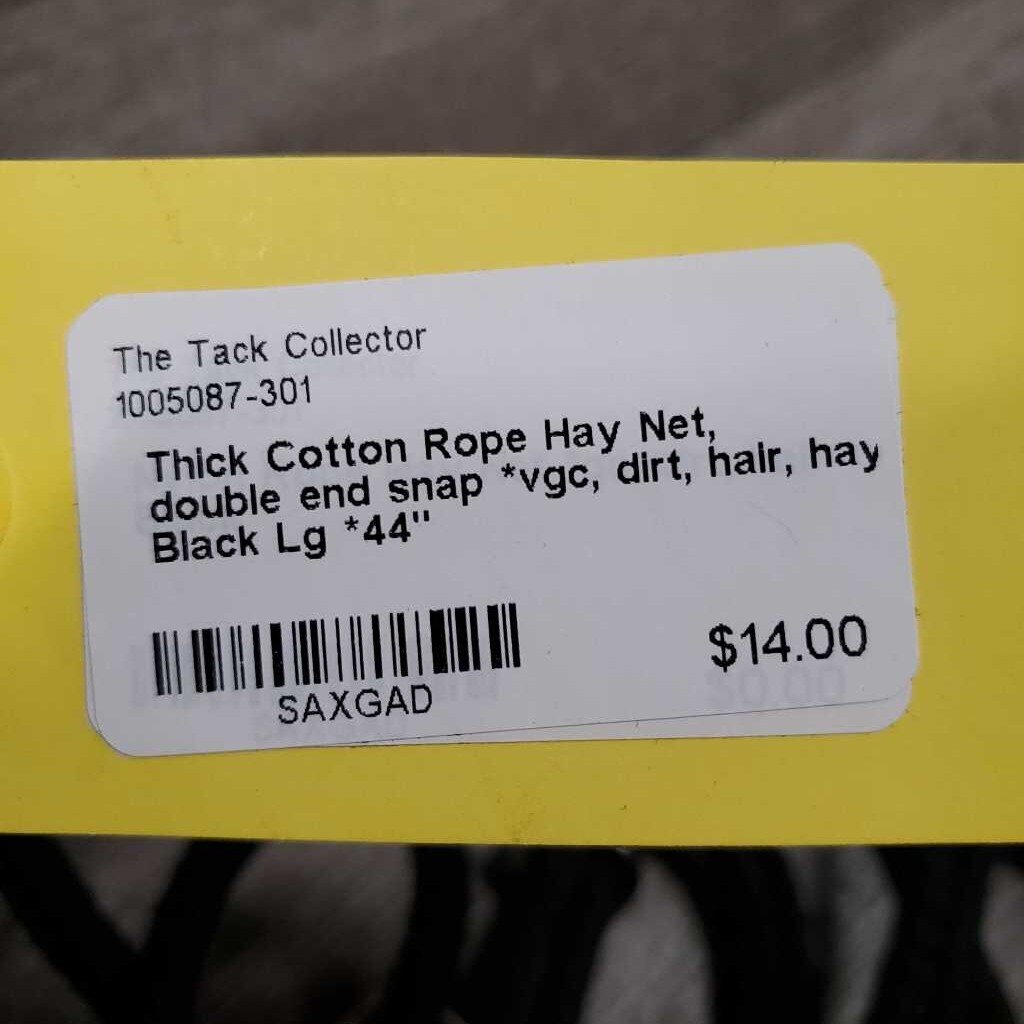 The Tack Collector
1005087-301
Thick Cotton Rope Hay Net,
double end snap *vgc, dirt, hair, hay
Black Lg *44"
SAXGAD
$14.00